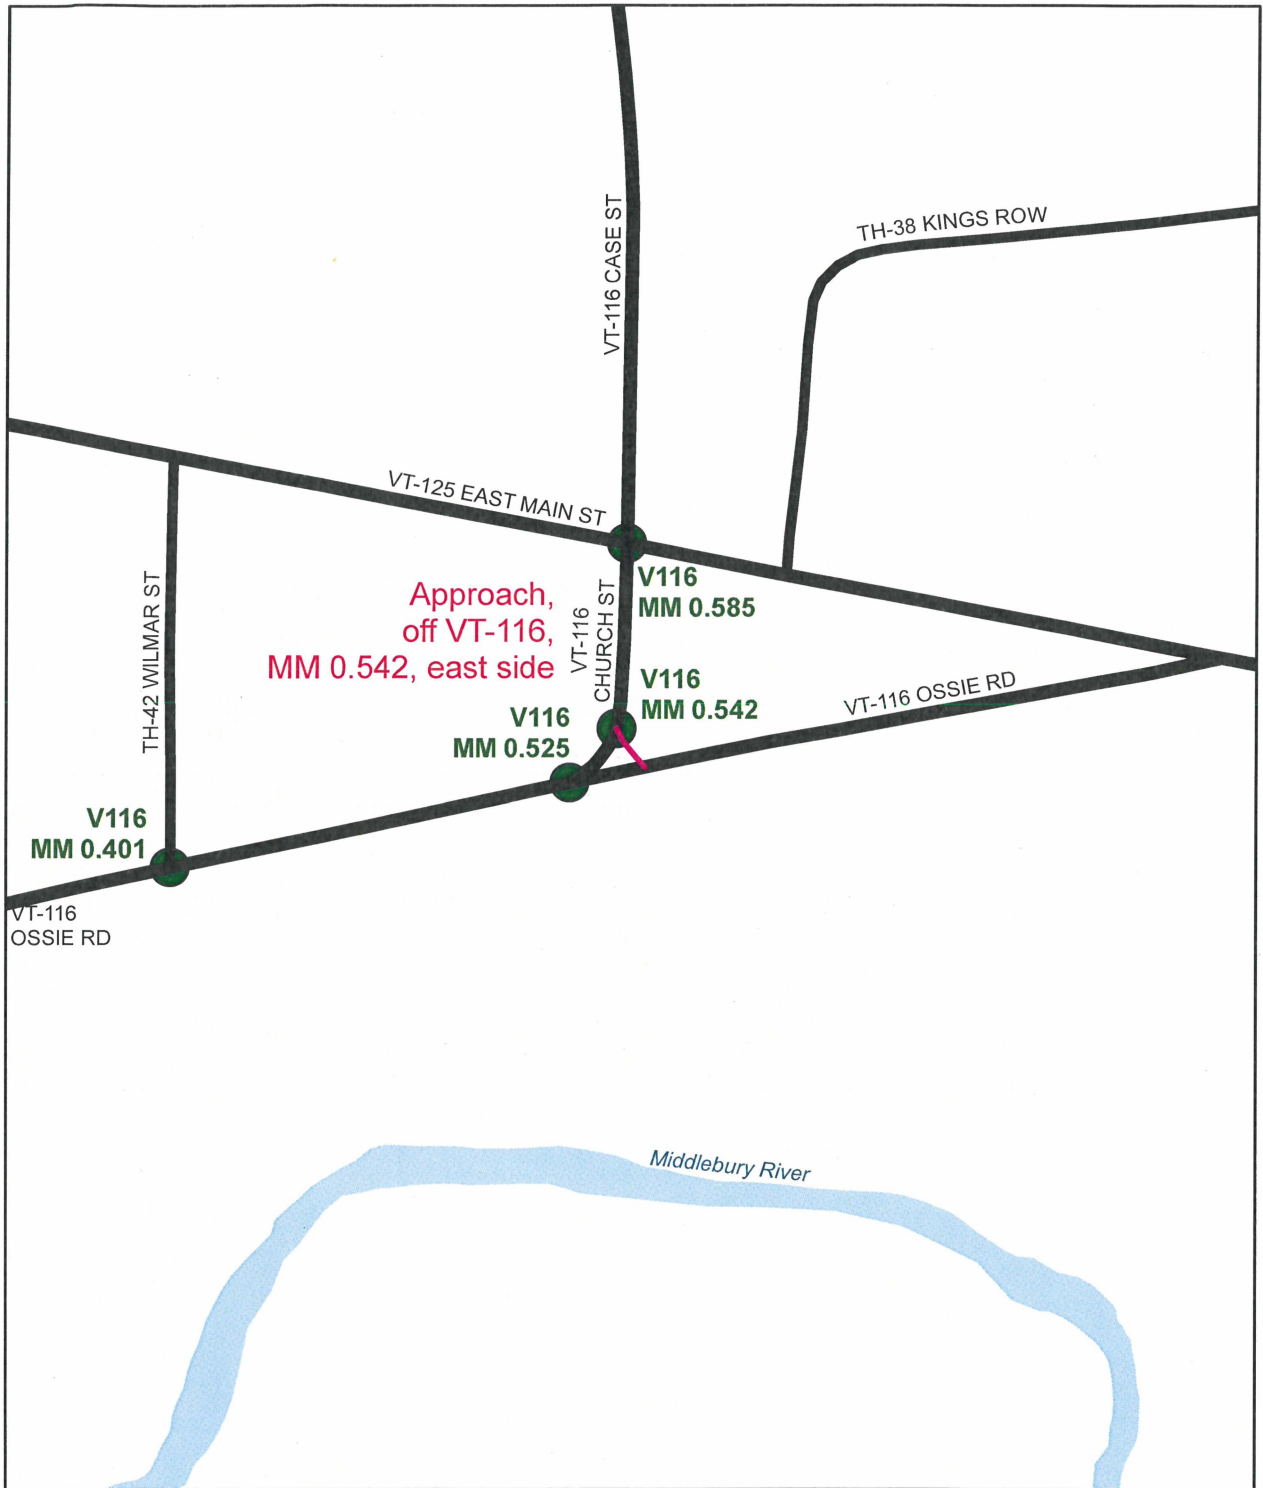 VT-116 CASE ST
TH-38 KINGS ROW
VT-125 EAST MAIN ST
V116
MM 0.585
Approach,
off VT-116,
MM 0.542, east side
VT-116
CHURCH ST
TH-42 WILMAR ST
V116
MM 0.542
VT-116 OSSIE RD
V116
MM 0.525
V116
MM 0.401
VT-116
OSSIE RD
Middlebury River